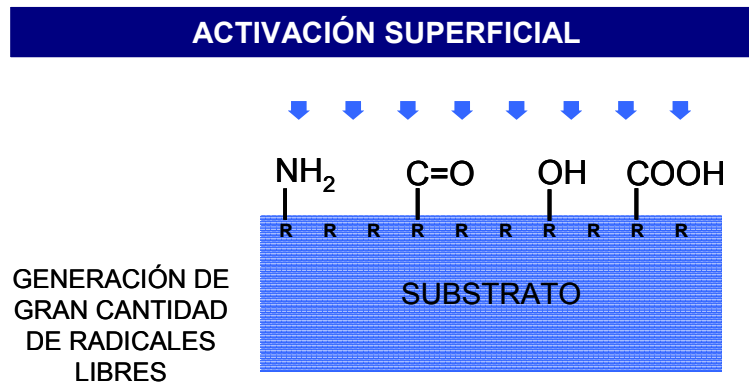 ACTIVACIÓN SUPERFICIAL
NH₂ C=O OH COOH
R R R R R R R R R R
SUBSTRATO
GENERACIÓN DE
GRAN CANTIDAD
DE RADICALES
LIBRES